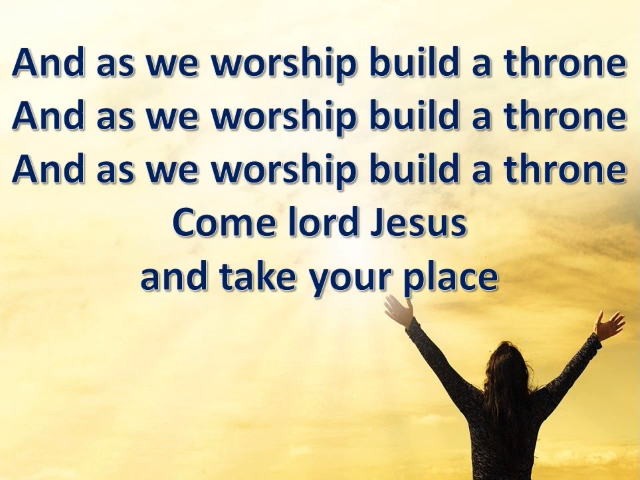 And as we worship build a throne
And as we worship build a throne
And as we worship build a throne
Come lord Jesus
and take your place